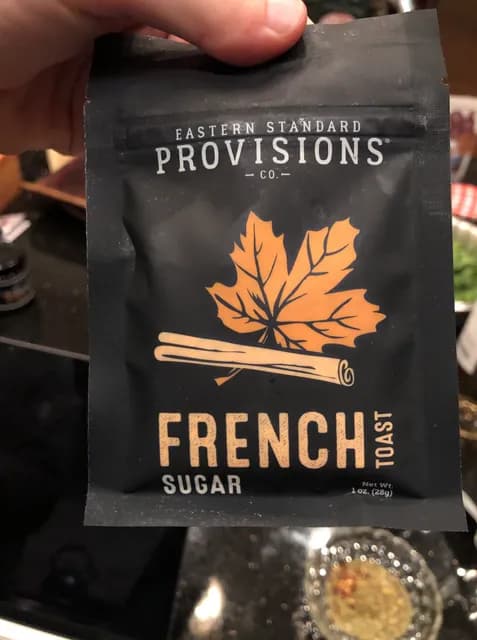 EASTERN STANDARD
PROVISIONS®
— CO. —
FRENCH
TOAST
SUGAR
Net Wt.
1 oz. (28g)